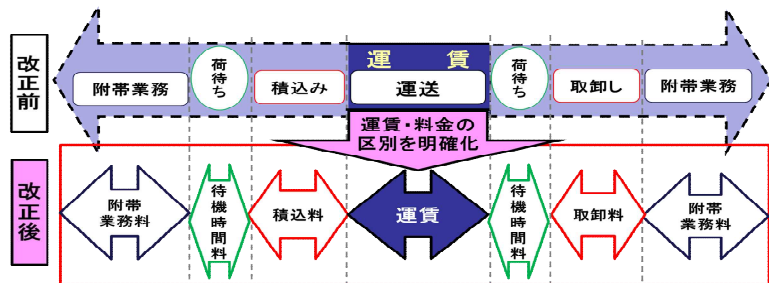 改正前
運賃
附帯業務
荷待ち
積込み
運送
荷待ち
取卸し
附帯業務
運賃・料金の
区別を明確化
改正後
附帯
業務料
待機時間料
積込料
運賃
待機時間料
取卸料
附帯
業務料